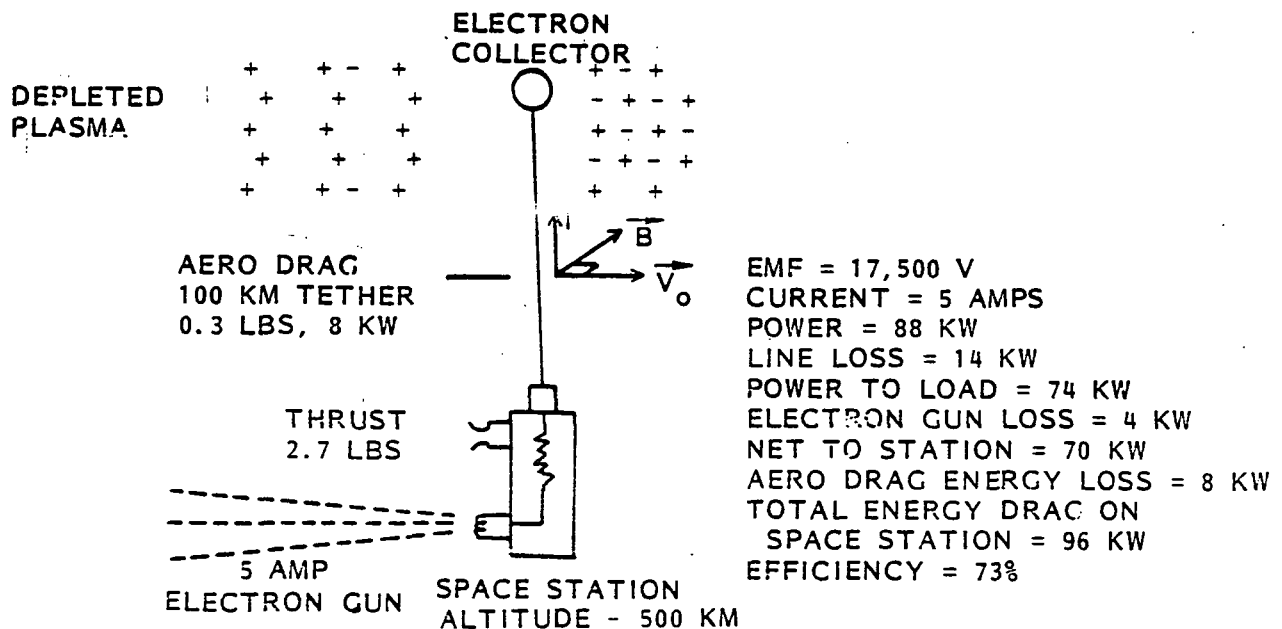 ELECTRON
COLLECTOR
DEPLETED
PLASMA
+ + - + + - +
+ + + - + - +
+ + + + - + -
+ + + - + - +
+ + - + + +
i
B
V o
AERO DRAG
100 KM TETHER
0.3 LBS, 8 KW
THRUST
2.7 LBS
5 AMP
ELECTRON GUN
SPACE STATION
ALTITUDE - 500 KM
EMF = 17,500 V
CURRENT = 5 AMPS
POWER = 88 KW
LINE LOSS = 14 KW
POWER TO LOAD = 74 KW
ELECTRON GUN LOSS = 4 KW
NET TO STATION = 70 KW
AERO DRAG ENERGY LOSS = 8 KW
TOTAL ENERGY DRAG ON
SPACE STATION = 96 KW
EFFICIENCY = 73%